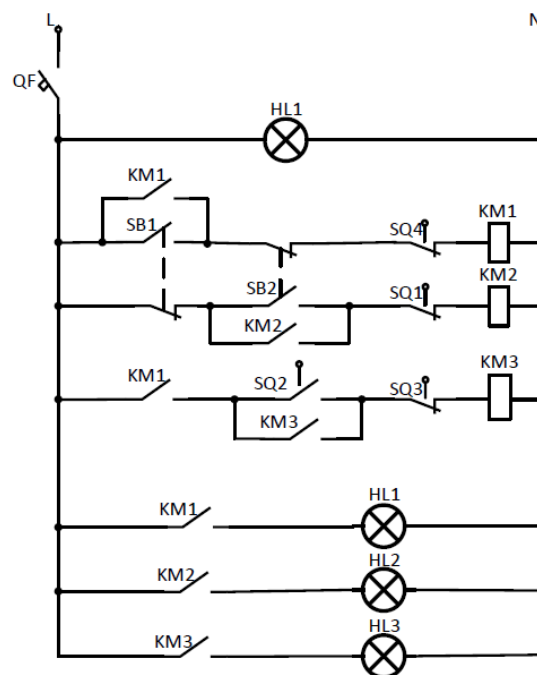 L N
QF
HL1
KM1
SB1 SQ4 KM1
SB2 SQ1 KM2
KM2
KM1 SQ2 SQ3 KM3
KM3
KM1 HL1
KM2 HL2
KM3 HL3